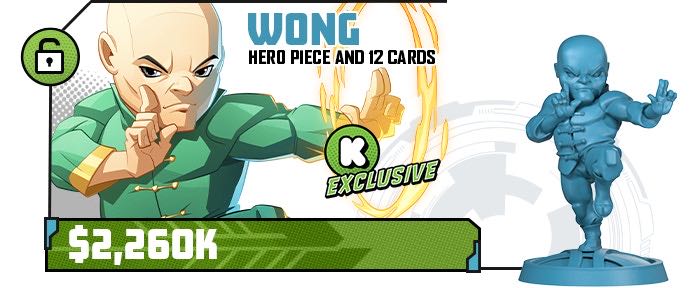 WONG
HERO PIECE AND 12 CARDS
K
EXCLUSIVE
$2,260K